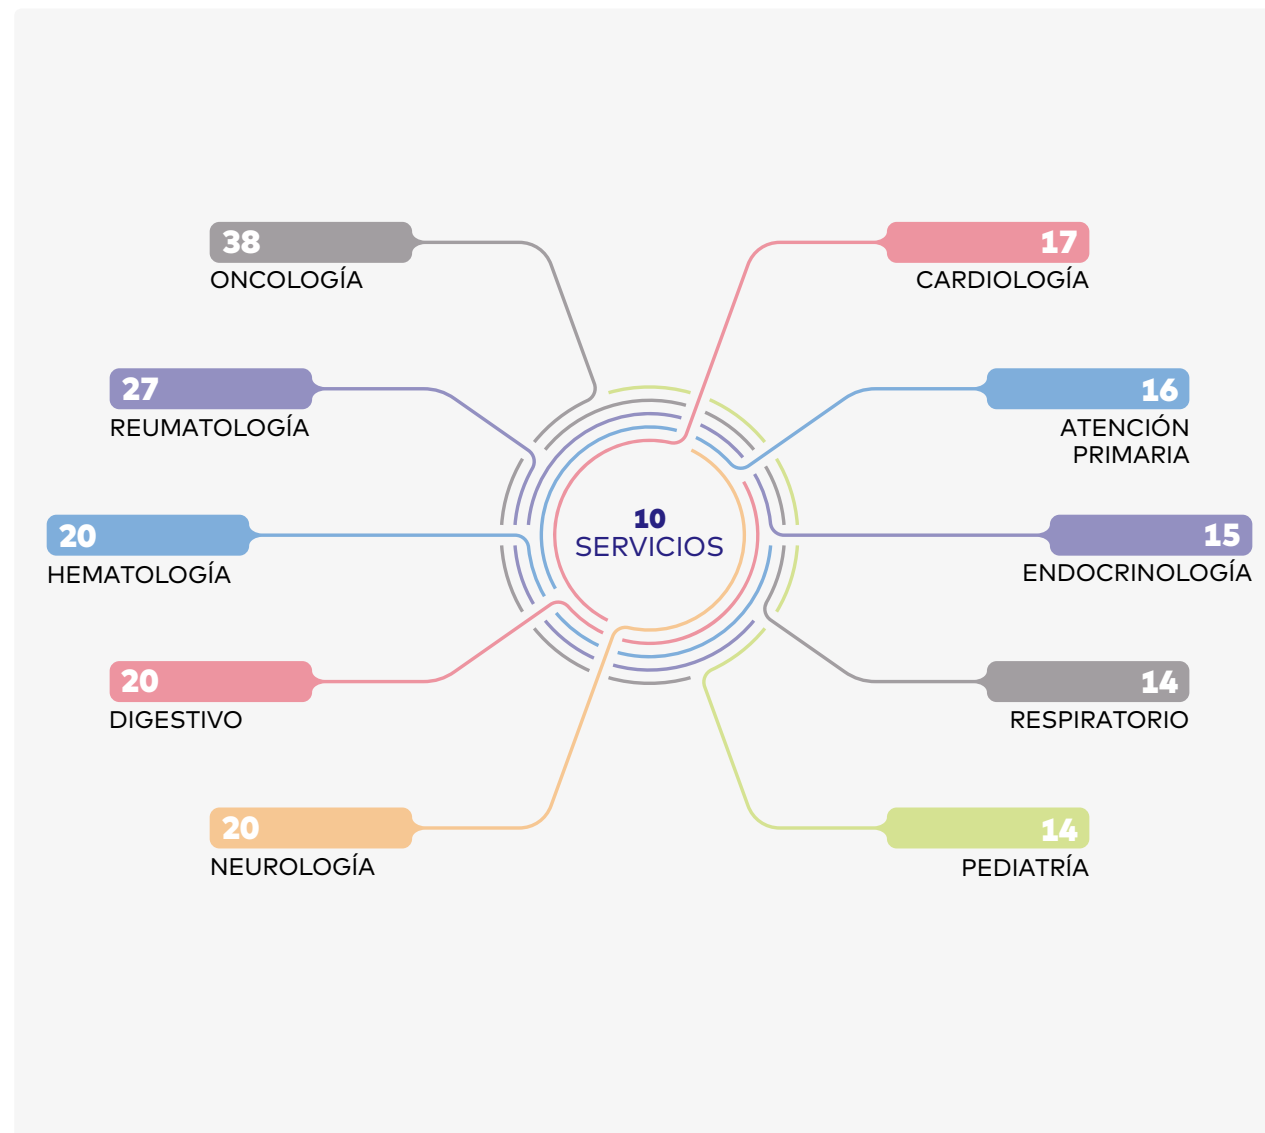 38
ONCOLOGÍA
27
REUMATOLOGÍA
20
HEMATOLOGÍA
20
DIGESTIVO
20
NEUROLOGÍA
10
SERVICIOS
17
CARDIOLOGÍA
16
ATENCIÓN
PRIMARIA
15
ENDOCRINOLOGÍA
14
RESPIRATORIO
14
PEDIATRÍA